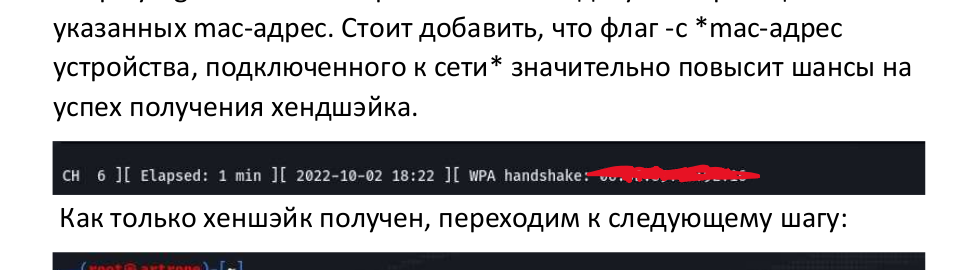 указанных mac-адрес. Стоит добавить, что флаг -c *mac-адрес
устройства, подключенного к сети* значительно повысит шансы на
успех получения хендшэйка.
CH 6 ][ Elapsed: 1 min ][ 2022-10-02 18:22 ][ WPA handshake:
Как только хеншэйк получен, переходим к следующему шагу: